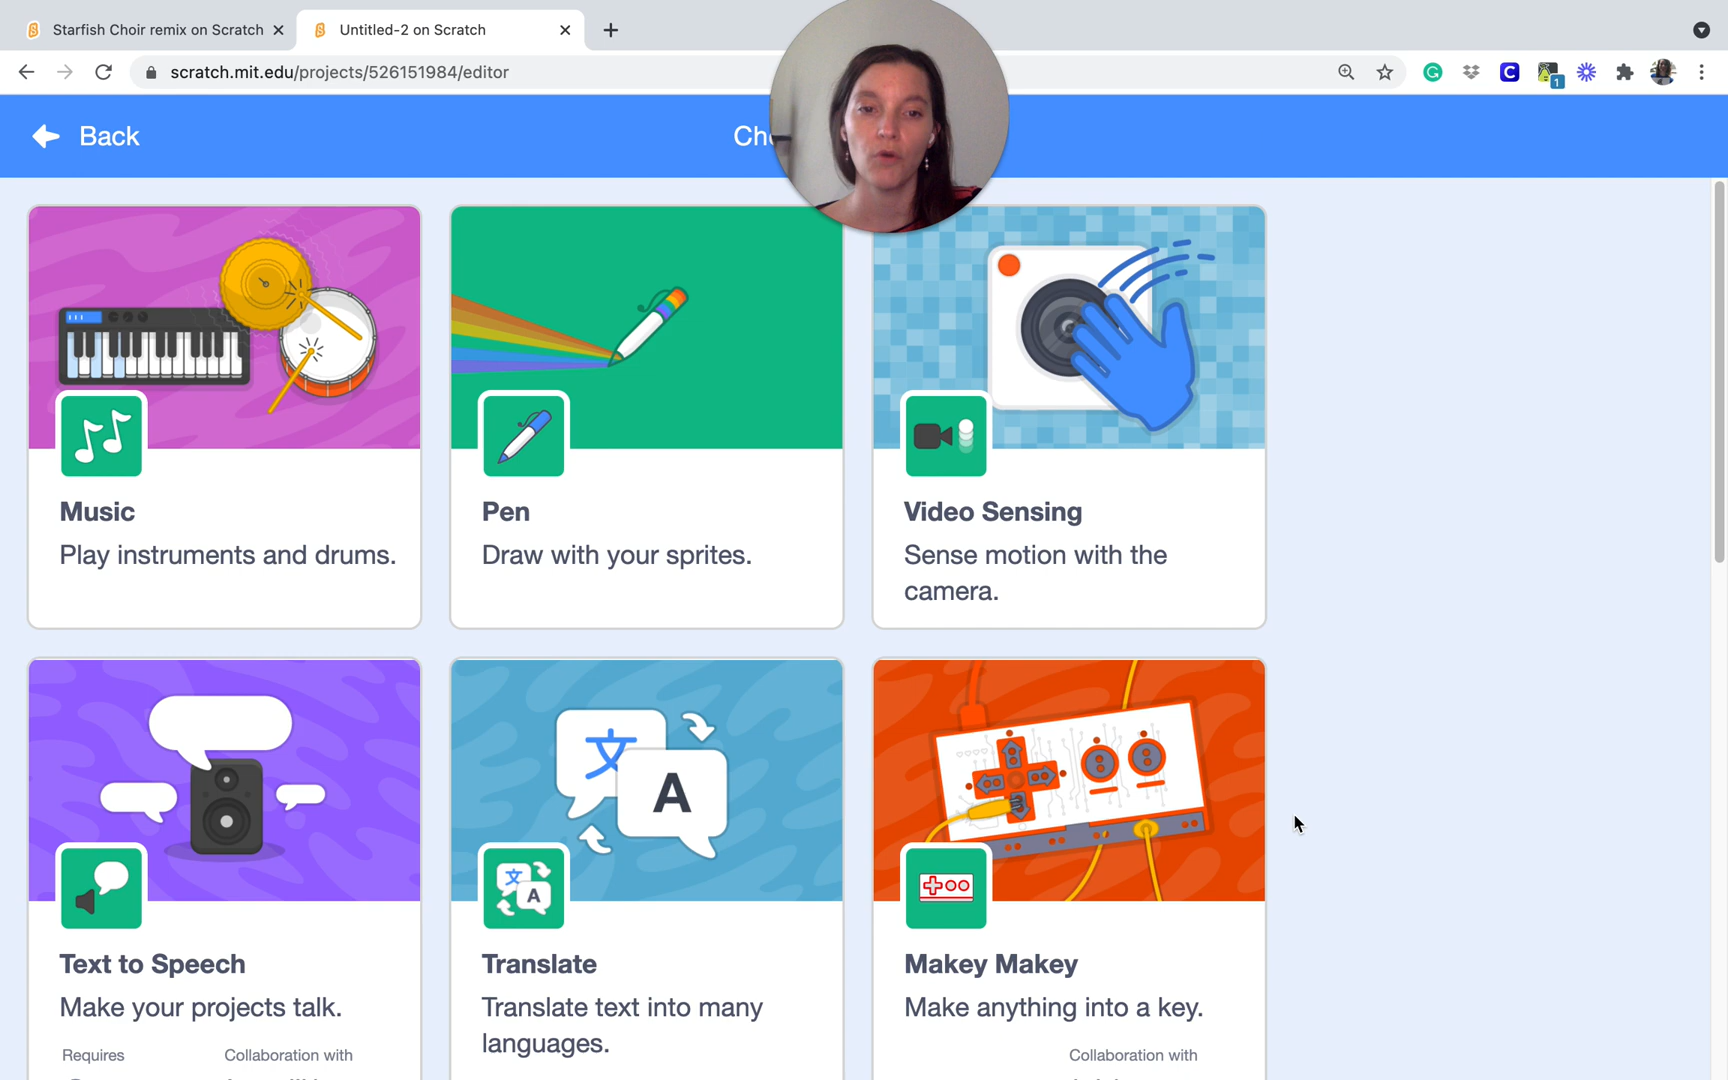 Starfish Choir remix on Scratch
Untitled-2 on Scratch
scratch.mit.edu/projects/526151984/editor
1
Back
Music
Play instruments and drums.
Pen
Draw with your sprites.
Video Sensing
Sense motion with the
camera.
文
A
文
A
Text to Speech
Make your projects talk.
Requires
Collaboration with
Translate
Translate text into many
languages.
Makey Makey
Make anything into a key.
Collaboration with